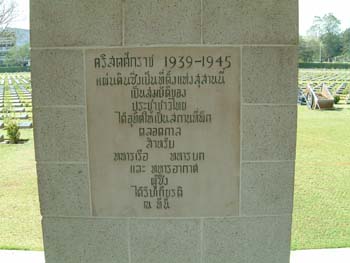 คริสตศักราช 1939-1945
แผ่นดินซึ่งเป็นที่ตั้งแห่งสุสานนี้
เป็นสมบัติของ
ประชาชาวไทย
ได้อุทิศให้เป็นสถานที่พัก
ตลอดกาล
สำหรับ
ทหารเรือ ทหารบก
และ ทหารอากาศ
ผู้ซึ่ง
ได้รับเกียรติ
ณ ที่นี้